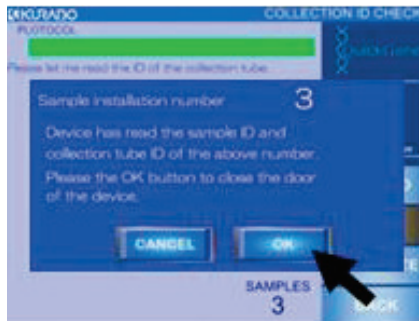 KURABO
COLLECTION ID CHECK
PLOTOCOL
Please let me read the ID of the collection tube.
QuickGene
Sample installation number 3
Device has read the sample ID and
collection tube ID of the above number.
Please the OK button to close the door
of the device.
CANCEL
OK
SAMPLES
3
BACK